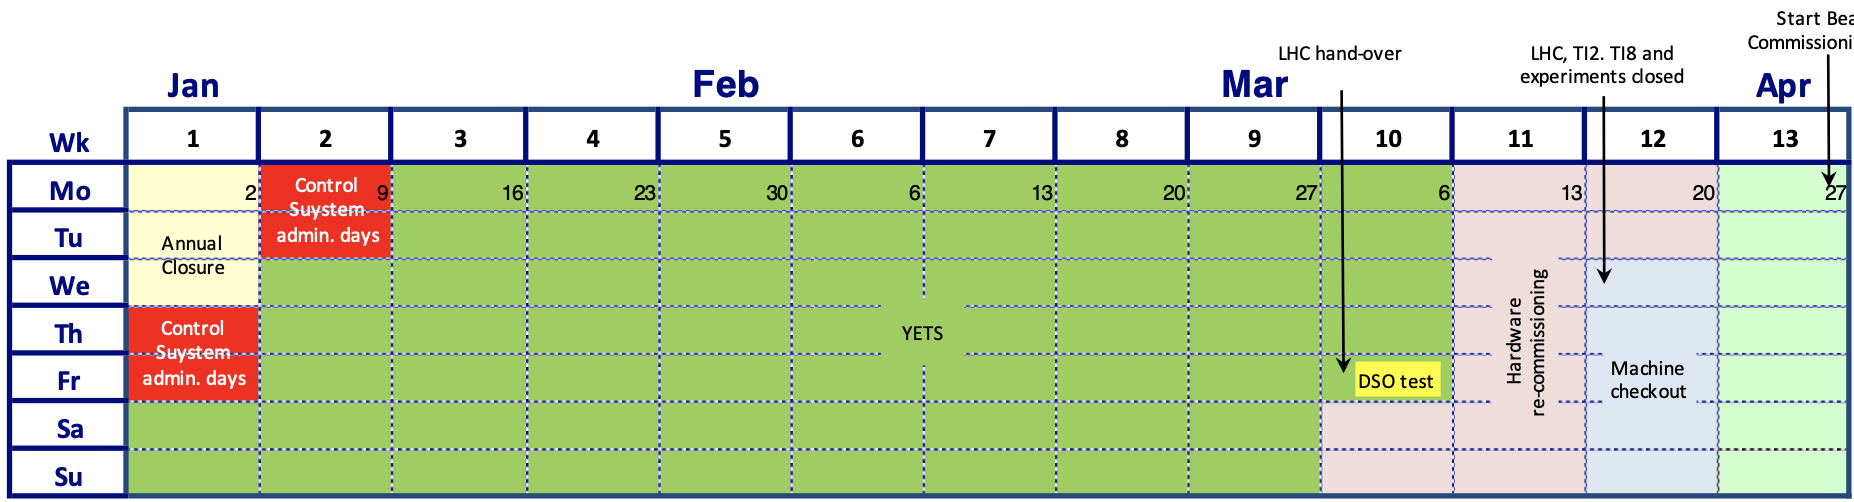 Start Bea
Commissioni
LHC hand-over
LHC, TI2. TI8 and
experiments closed
Jan Feb Mar Apr
Wk 1 2 3 4 5 6 7 8 9 10 11 12 13
Mo 2 9 16 23 30 6 13 20 27 6 13 20 27
Control
Suystem
admin. days
Tu
Annual
Closure
We
Th
Control
Suystem
admin. days
YETS
Hardware
re-commissioning
Fr
DSO test
Machine
checkout
Sa
Su